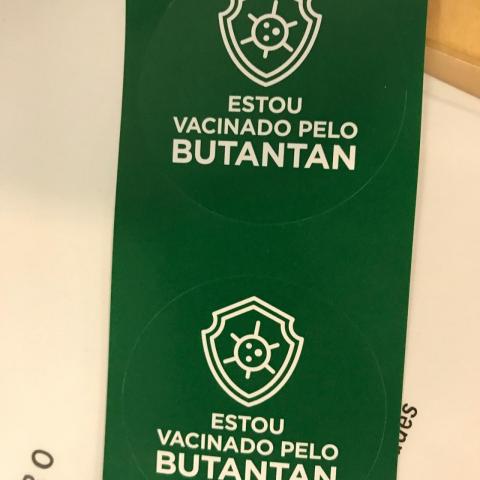 ESTOU
VACINADO PELO
BUTANTAN
ESTOU
VACINADO PELO
BUTANTAN